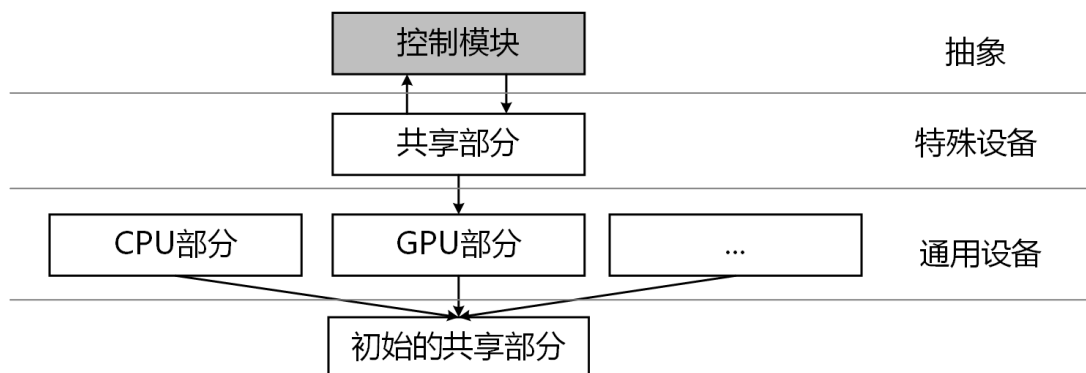 控制模块
抽象
共享部分
特殊设备
CPU部分
GPU部分
...
通用设备
初始的共享部分